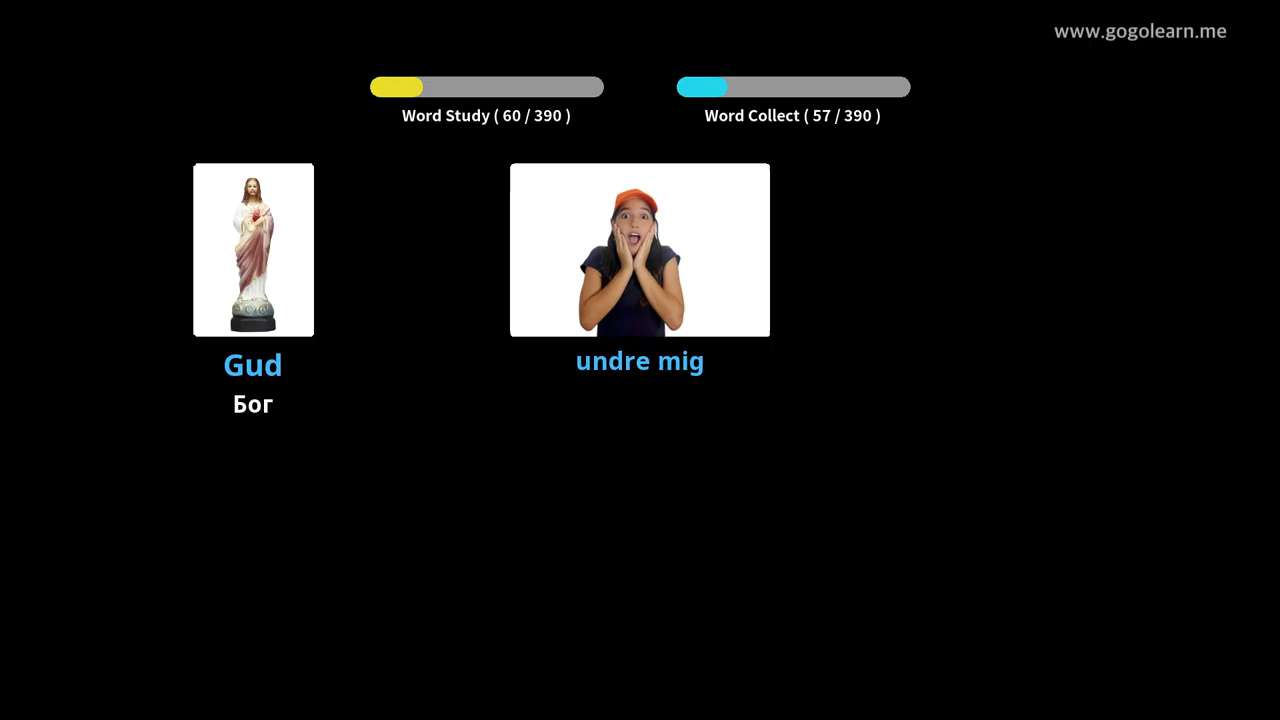 www.gogolearn.me
Word Study ( 60 / 390 )
Word Collect ( 57 / 390 )
Gud
Бог
undre mig